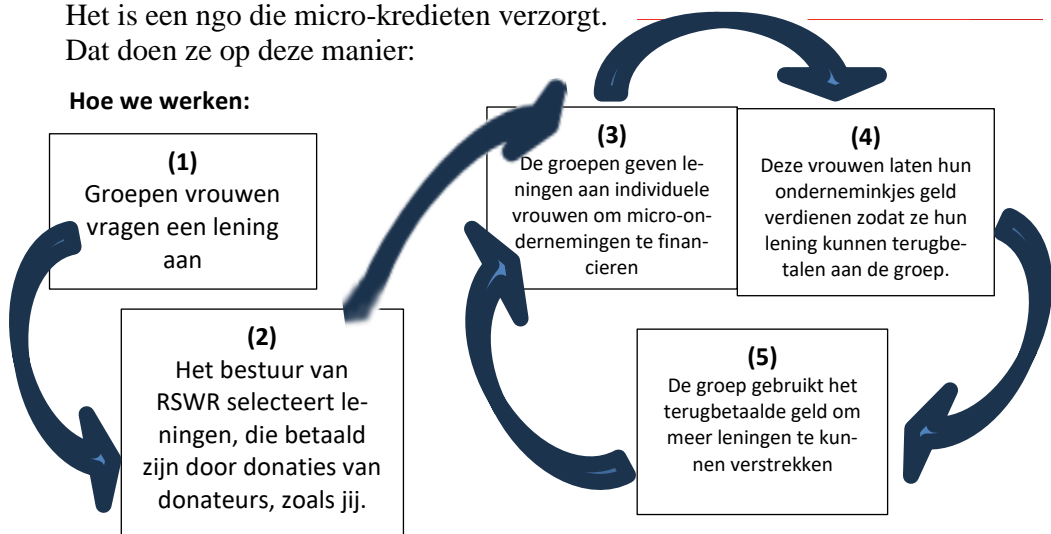 Het is een ngo die micro-kredieten verzorgt.
Dat doen ze op deze manier:
Hoe we werken:
(1)
Groepen vrouwen
vragen een lening
aan
(2)
Het bestuur van
RSWR selecteert le-
ningen, die betaald
zijn door donaties van
donateurs, zoals jij.
(3)
De groepen geven le-
ningen aan individuele
vrouwen om micro-on-
dernemingen te finan-
cieren
(4)
Deze vrouwen laten hun
onderneminkjes geld
verdienen zodat ze hun
lening kunnen terugbe-
talen aan de groep.
(5)
De groep gebruikt het
terugbetaalde geld om
meer leningen te kun-
nen verstrekken